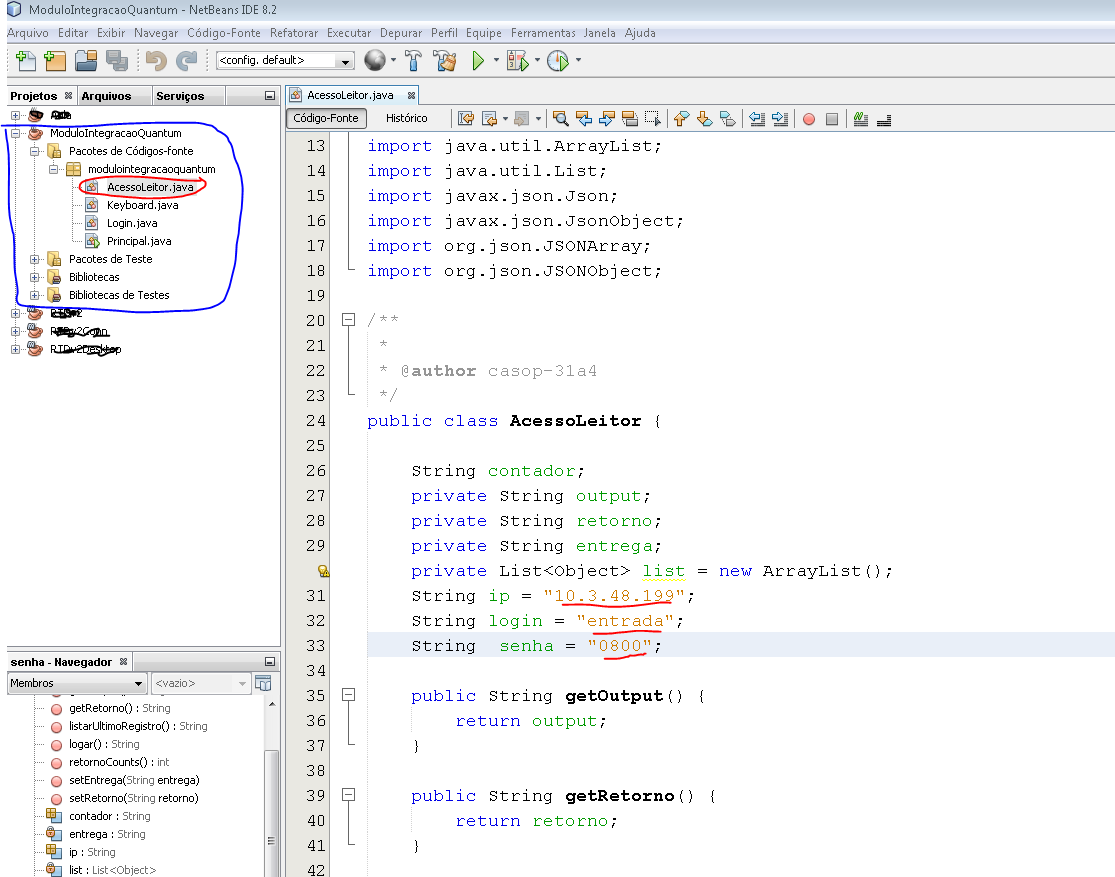 ModuloIntegracaoQuantum - NetBeans IDE 8.2
Arquivo Editar Exibir Navegar Código-Fonte Refatorar Executar Depurar Perfil Equipe Ferramentas Janela Ajuda
<config. default>
Projetos Arquivos Serviços
ModuloIntegracaoQuantum
Pacotes de Códigos-fonte
modulointegracaoquantum
AcessoLeitor.java
Keyboard.java
Login.java
Principal.java
Pacotes de Teste
Bibliotecas
Bibliotecas de Testes
senha - Navegador
Membros <vazio>
getRetorno() : String
listarUltimoRegistro() : String
logar() : String
retornoCounts() : int
setEntrega(String entrega)
setRetorno(String retorno)
contador : String
entrega : String
ip : String
list : List<Object>
AcessoLeitor.java
Código-Fonte Histórico
13 import java.util.ArrayList;
14 import java.util.List;
15 import javax.json.Json;
16 import javax.json.JsonObject;
17 import org.json.JSONArray;
18 import org.json.JSONObject;
19
20 /**
21 *
22 * @author casop-31a4
23 */
24 public class AcessoLeitor {
25
26 String contador;
27 private String output;
28 private String retorno;
29 private String entrega;
private List<Object> list = new ArrayList();
31 String ip = "10.3.48.199";
32 String login = "entrada";
33 String senha = "0800";
34
35 public String getOutput() {
36 return output;
37 }
38
39 public String getRetorno() {
40 return retorno;
41 }
42